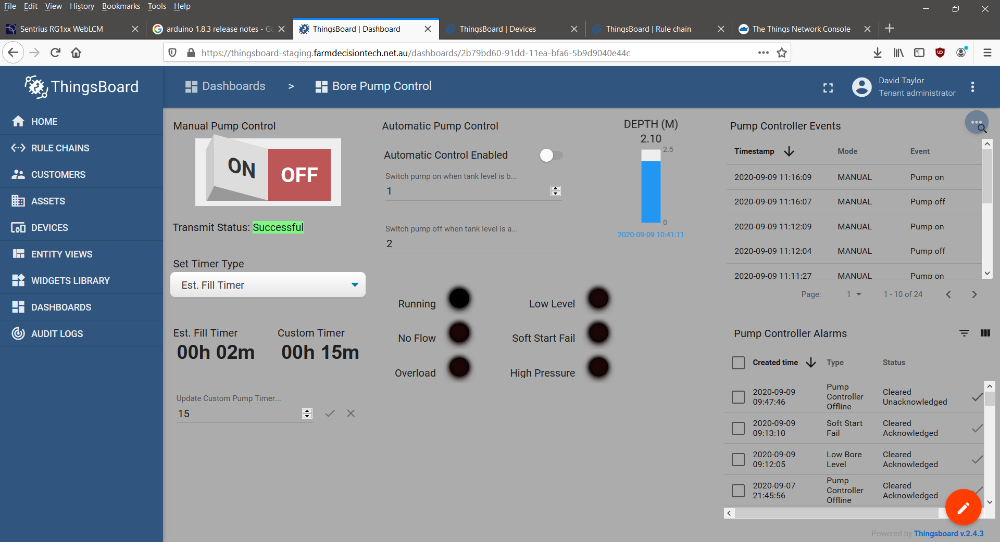 File Edit View History Bookmarks Tools Help
Sentrius RG1xx WebLCM
arduino 1.8.3 release notes - Go
ThingsBoard | Dashboard
ThingsBoard | Devices
ThingsBoard | Rule chain
The Things Network Console
https://thingsboard-staging.farmdecisiontech.net.au/dashboards/2b79bd60-91dd-11ea-bfa6-5b9d9040e44c
ThingsBoard
Dashboards > Bore Pump Control
David Taylor
Tenant administrator
HOME
RULE CHAINS
CUSTOMERS
ASSETS
DEVICES
ENTITY VIEWS
WIDGETS LIBRARY
DASHBOARDS
AUDIT LOGS
Manual Pump Control
ON OFF
Transmit Status: Successful
Set Timer Type
Est. Fill Timer
Est. Fill Timer Custom Timer
00h 02m 00h 15m
Update Custom Pump Timer...
15
Automatic Pump Control
Automatic Control Enabled
Switch pump on when tank level is b...
1
Switch pump off when tank level is a...
2
DEPTH (M)
2.10
2.5
0
2020-09-09 10:41:11
Running Low Level
No Flow Soft Start Fail
Overload High Pressure
Pump Controller Events
Timestamp Mode Event
2020-09-09 11:16:09 MANUAL Pump on
2020-09-09 11:16:07 MANUAL Pump off
2020-09-09 11:12:09 MANUAL Pump on
2020-09-09 11:12:04 MANUAL Pump off
2020-09-09 11:11:27 MANUAL Pump on
Page: 1 1 - 10 of 24
Pump Controller Alarms
Created time Type Status
2020-09-09 09:47:46 Pump Controller Offline Cleared Unacknowledged
2020-09-09 09:13:10 Soft Start Fail Cleared Acknowledged
2020-09-09 09:12:05 Low Bore Level Cleared Acknowledged
2020-09-07 21:45:56 Pump Controller Offline Cleared Acknowledged
Powered by Thingsboard v.2.4.3